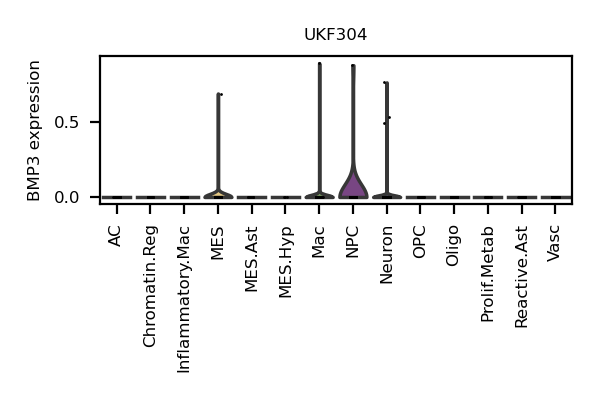 UKF304
BMP3 expression
0.5
0.0
AC
Chromatin.Reg
Inflammatory.Mac
MES
MES.Ast
MES.Hyp
Mac
NPC
Neuron
OPC
Oligo
Prolif.Metab
Reactive.Ast
Vasc